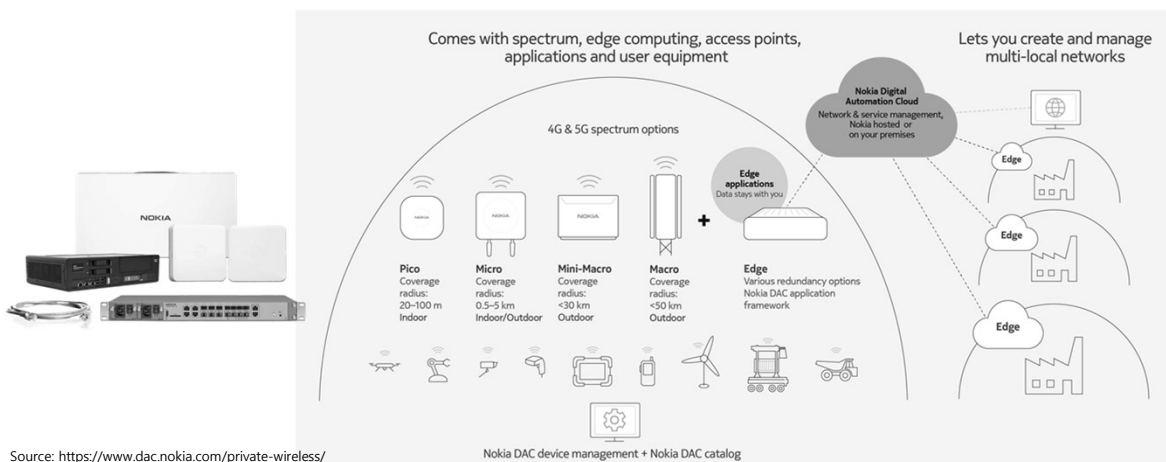 Comes with spectrum, edge computing, access points,
applications and user equipment
Lets you create and manage
multi-local networks
4G & 5G spectrum options
Nokia Digital
Automation Cloud
Network & service management,
Nokia hosted or
on your premises
Edge
applications
Data stays with you
Edge
Edge
Edge
NOKIA
NOKIA
NOKIA
NOKIA
+
Pico
Coverage
radius:
20–100 m
Indoor
Micro
Coverage
radius:
0.5–5 km
Indoor/Outdoor
Mini-Macro
Coverage
radius:
<30 km
Outdoor
Macro
Coverage
radius:
<50 km
Outdoor
Edge
Various redundancy options
Nokia DAC application
framework
Nokia DAC device management + Nokia DAC catalog
Source: https://www.dac.nokia.com/private-wireless/